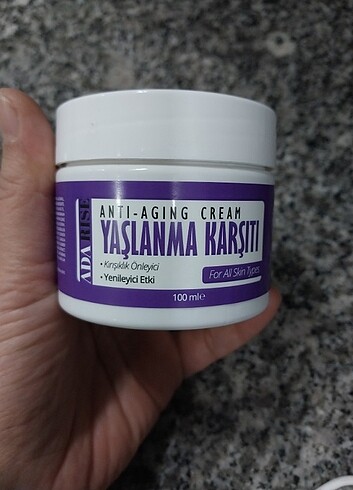 ADA RISE
ANTI-AGING CREAM
YAŞLANMA KARŞITI
• Kırışıklık Önleyici
• Yenileyici Etki
For All Skin Types
100 ml e